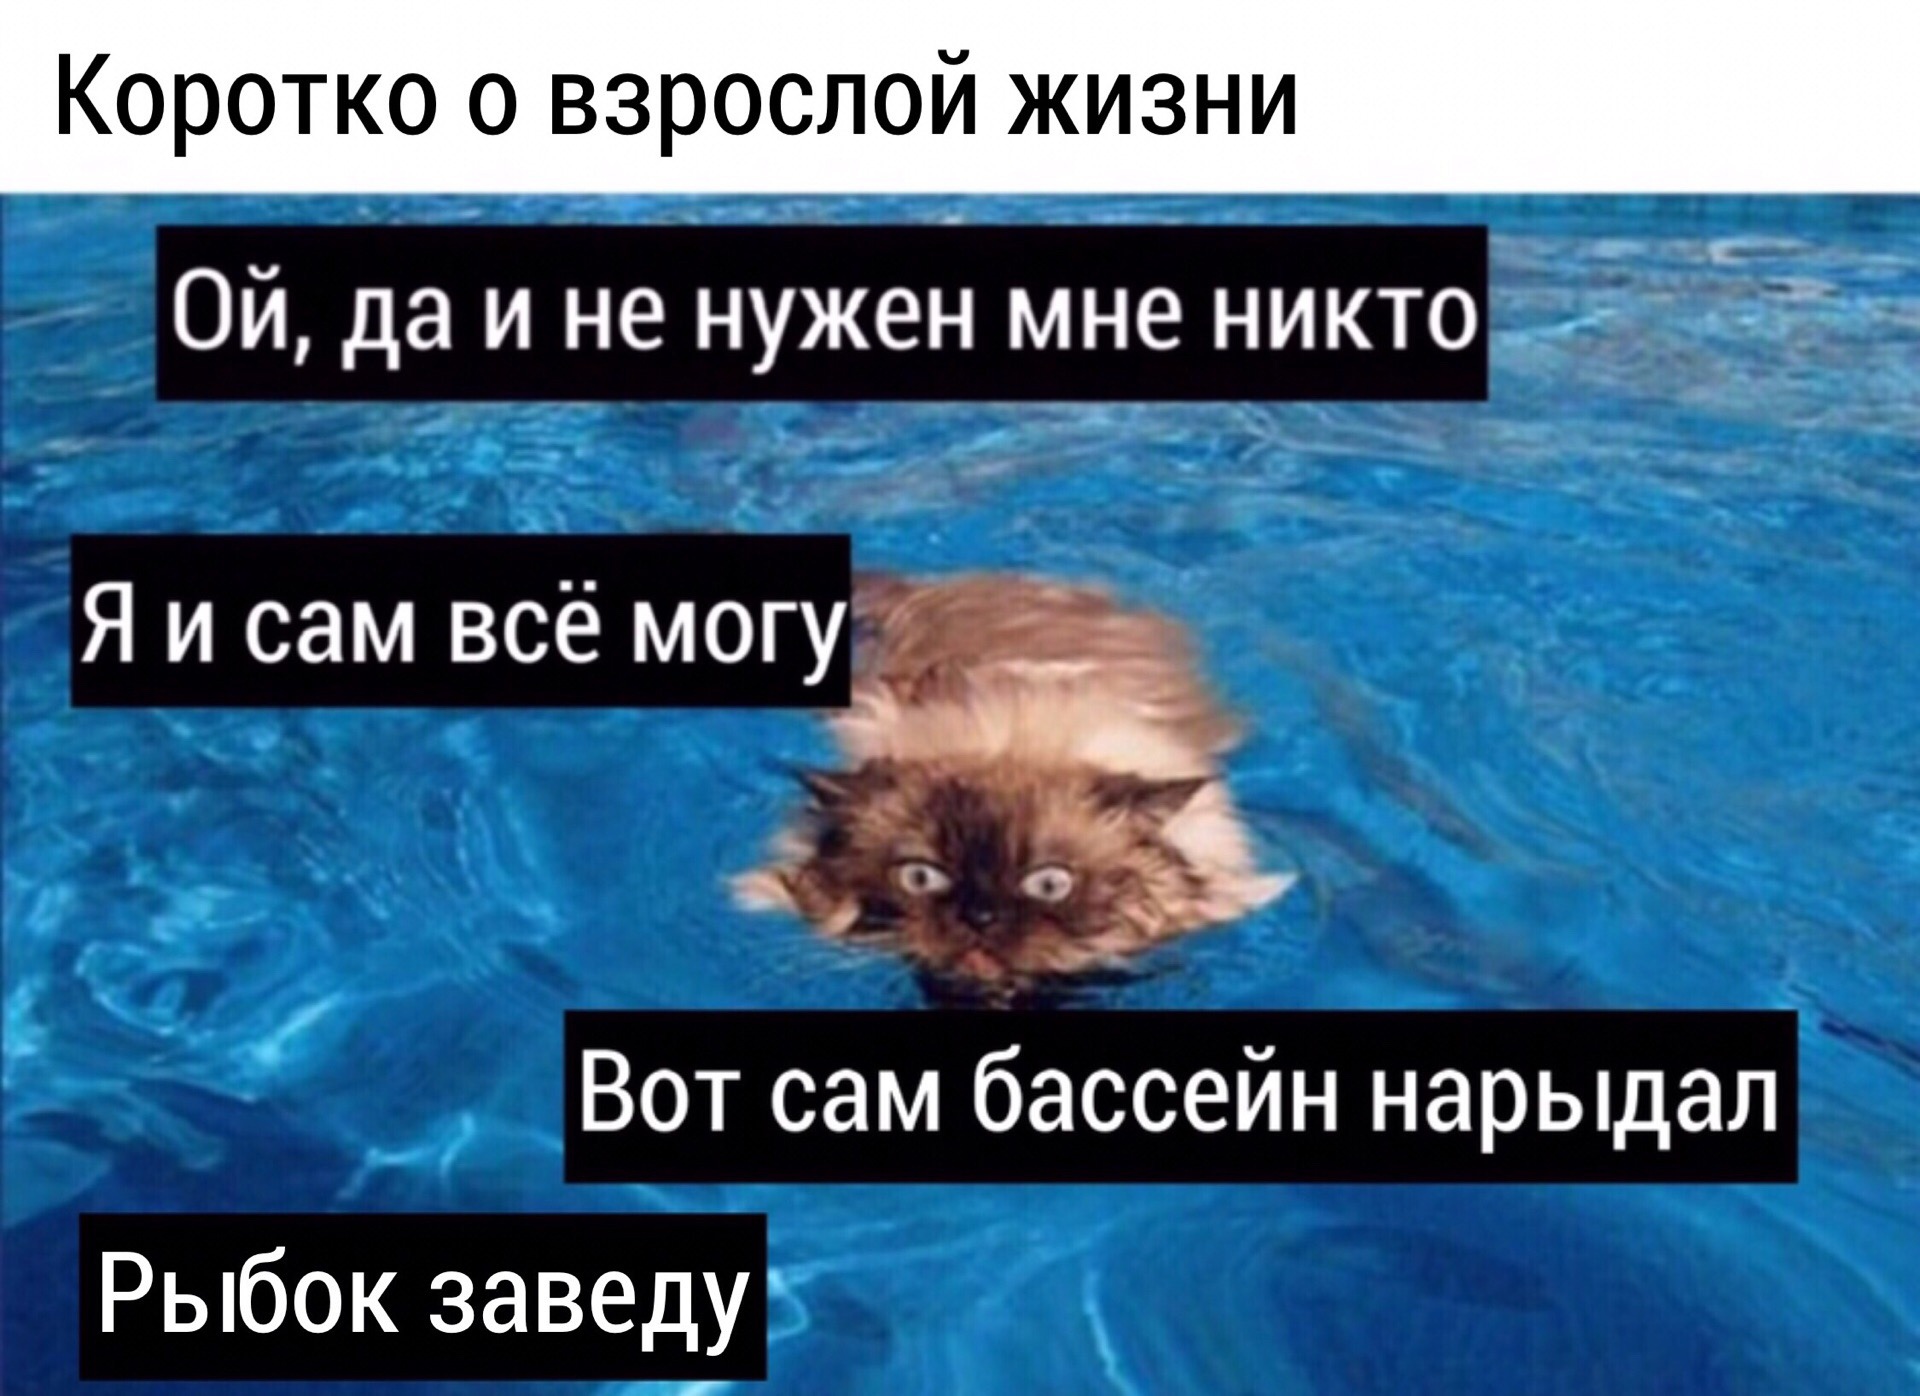 Коротко о взрослой жизни
Ой, да и не нужен мне никто
Я и сам всё могу
Вот сам бассейн нарыдал
Рыбок заведу